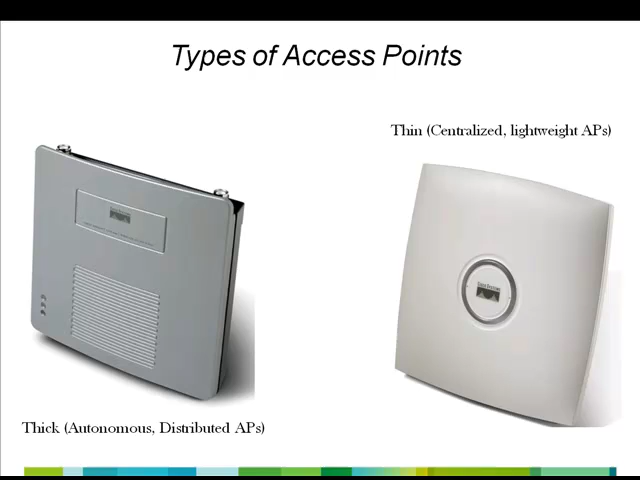 Types of Access Points
Thin (Centralized, lightweight APs)
Thick (Autonomous, Distributed APs)